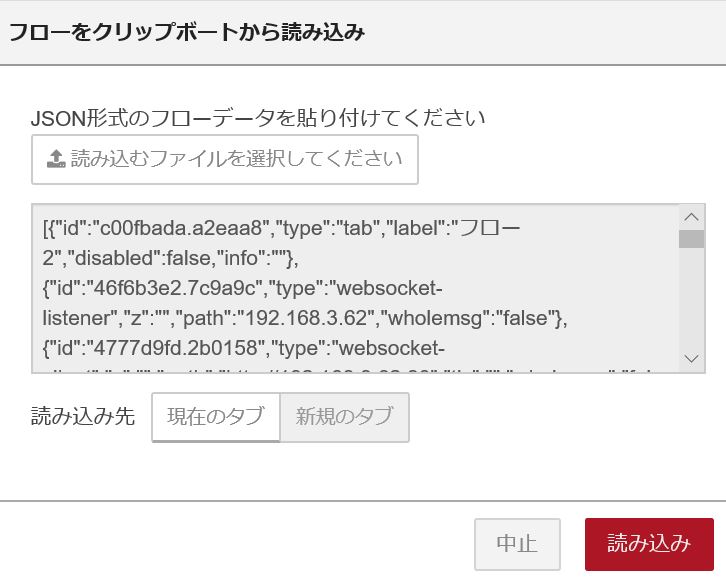 フローをクリップボードから読み込み
JSON形式のフローデータを貼り付けてください
読み込むファイルを選択してください
[{"id":"c00fbada.a2eaa8","type":"tab","label":"フロー
2","disabled":false,"info":""},
{"id":"46f6b3e2.7c9a9c","type":"websocket-
listener","z":"","path":"192.168.3.62","wholemsg":"false"},
{"id":"4777d9fd.2b0158","type":"websocket-
読み込み先 現在のタブ 新規のタブ
中止 読み込み